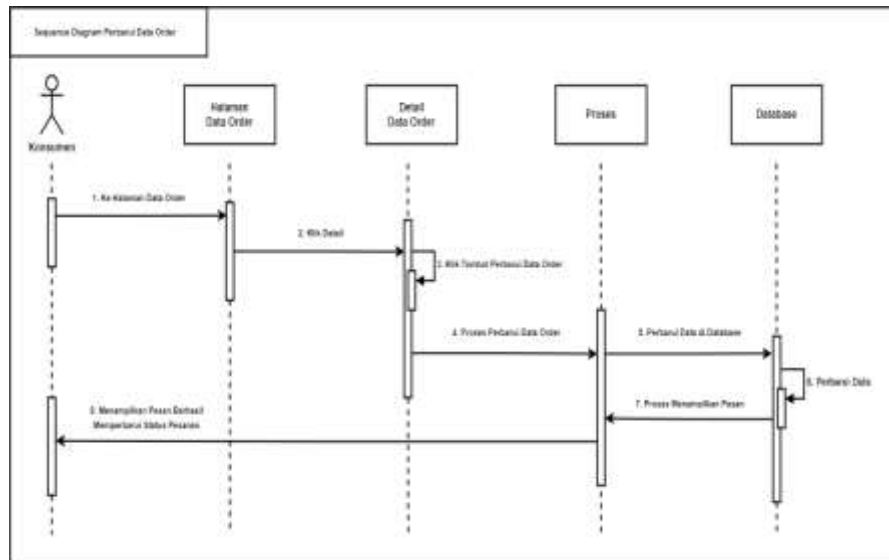 Sequence Diagram Perbarui Data Order
Halaman
Data Order
Detail
Data Order
Proses
Database
Konsumen
1. Ke Halaman Data Order
2. Klik Detail
3. Klik Tombol Perbarui Data Order
4. Proses Perbarui Data Order
5. Perbarui Data di Database
6. Perbarui Data
7. Proses Menampilkan Pesan
Menampilkan Pesan Berhasil
Memperbarui Status Pesanan